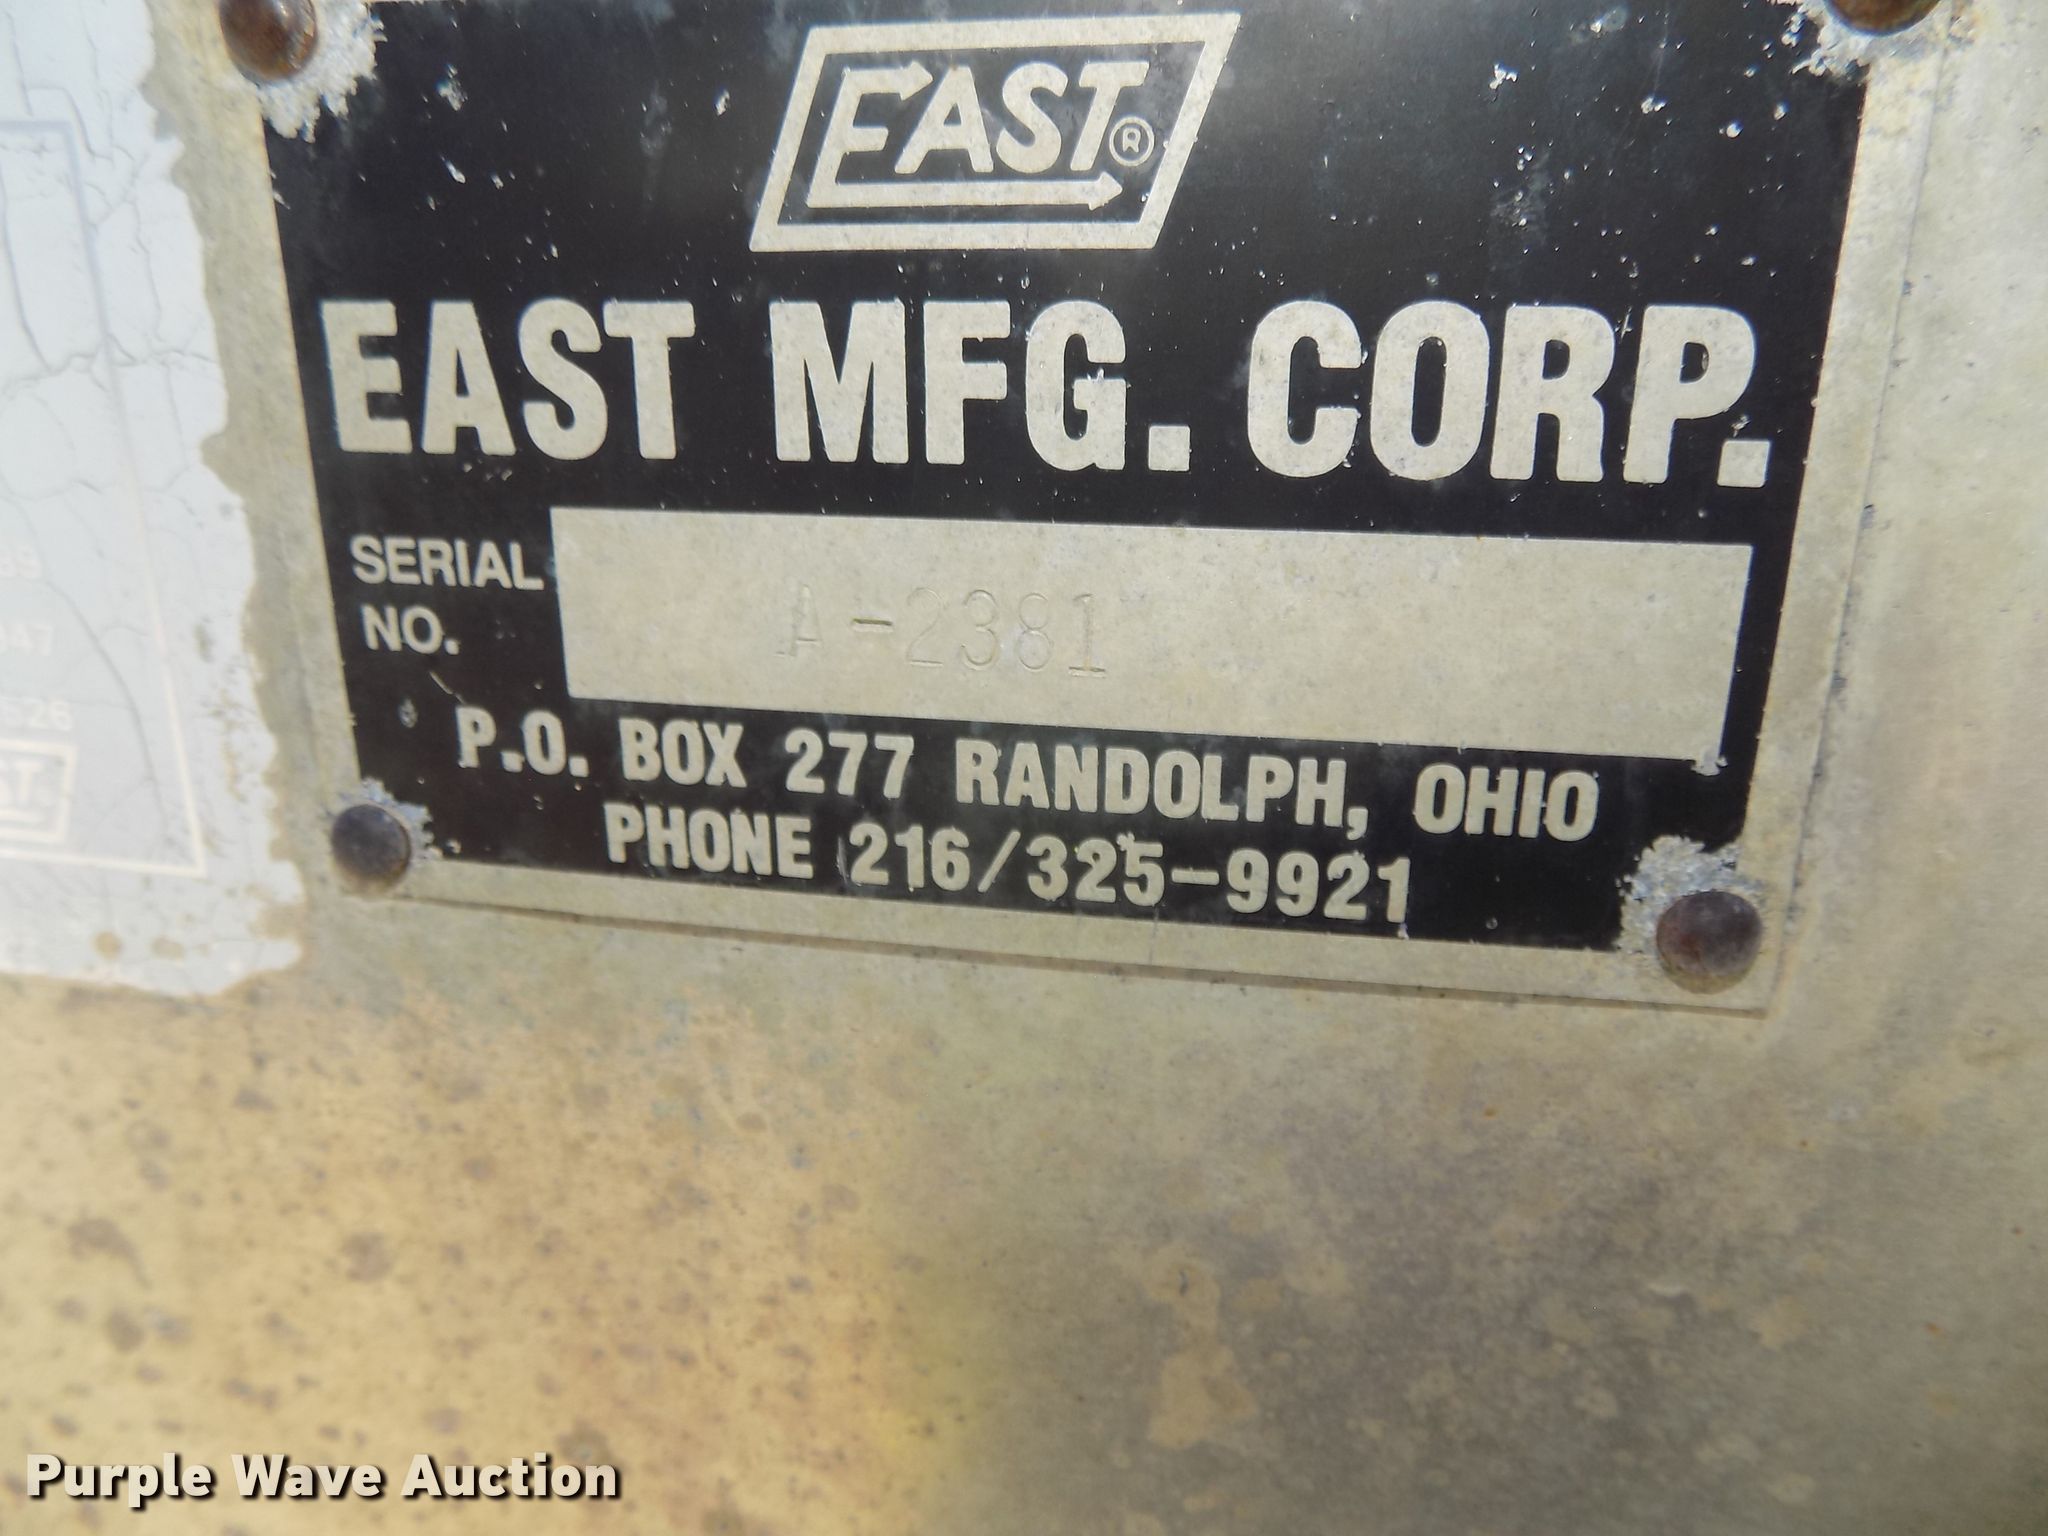 EAST®
EAST MFG. CORP.
SERIAL
NO.
A-2381
P.O. BOX 277 RANDOLPH, OHIO
PHONE 216/325-9921
Purple Wave Auction